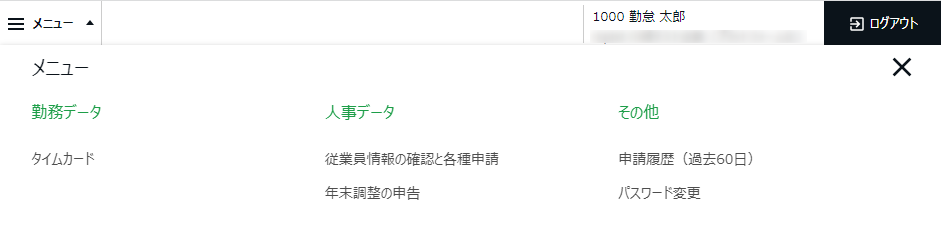 メニュー
1000 勤怠 太郎
ログアウト
メニュー
勤務データ
人事データ
その他
タイムカード
従業員情報の確認と各種申請
申請履歴（過去60日）
年末調整の申告
パスワード変更